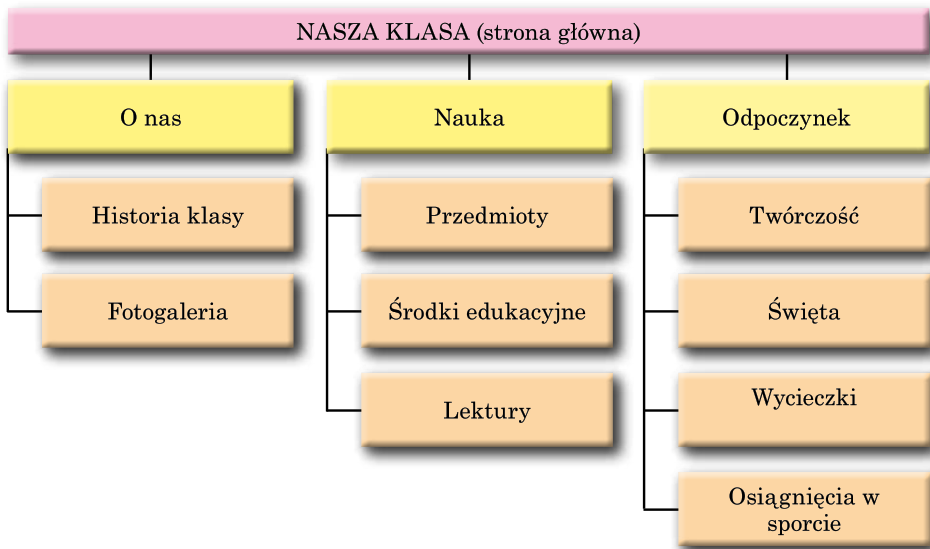 NASZA KLASA (strona główna)
O nas
Historia klasy
Fotogaleria
Nauka
Przedmioty
Środki edukacyjne
Lektury
Odpoczynek
Twórczość
Święta
Wycieczki
Osiągnięcia w
sporcie